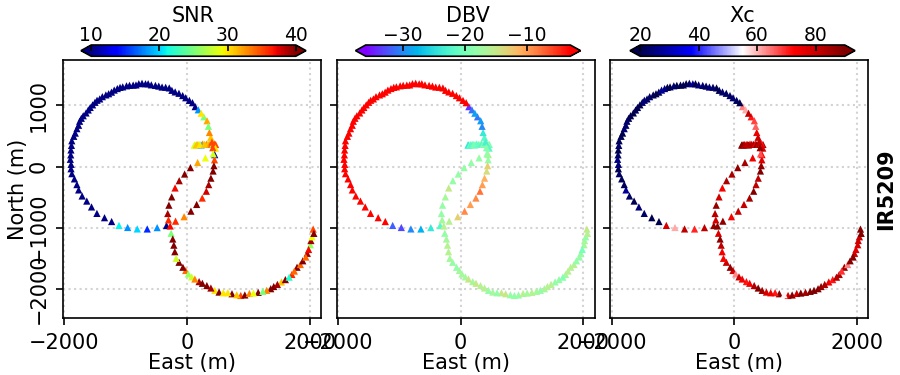 SNR DBV Xc
10 20 30 40 −30 −20 −10 20 40 60 80
1000
0
−1000
−2000
North (m)
−2000 0 2000 −2000 0 2000 −2000 0 2000
East (m) East (m) East (m)
IR5209